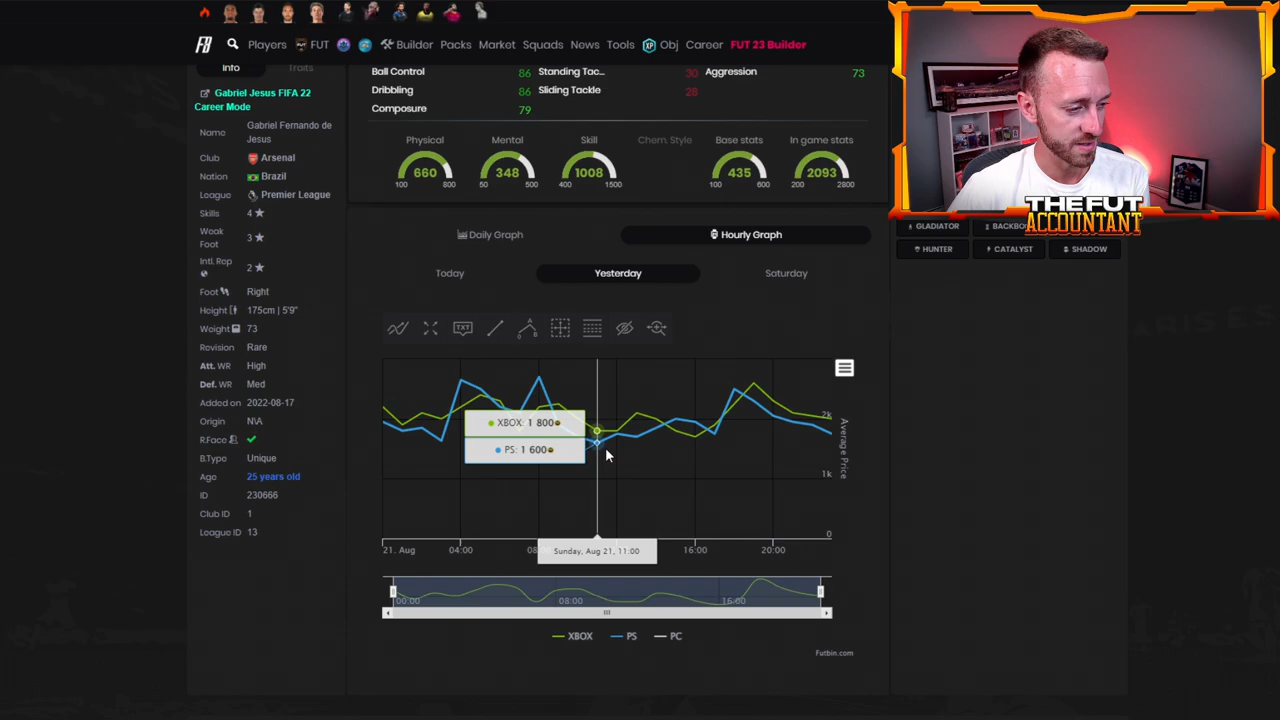 Players FUT Builder Packs Market Squads News Tools XP Obj Career FUT 23 Builder
Info Traits
Gabriel Jesus FIFA 22
Career Mode
Name Gabriel Fernando de
Jesus
Club Arsenal
Nation Brazil
League Premier League
Skills 4
Weak
Foot 3
Intl. Rep 2
Foot Right
Height 175cm | 5'9"
Weight 73
Revision Rare
Att. WR High
Def. WR Med
Added on 2022-08-17
Origin N\A
R.Face
B.Type Unique
Age 25 years old
ID 230666
Club ID 1
League ID 13
Ball Control 86 Standing Tac... 30 Aggression 73
Dribbling 86 Sliding Tackle 28
Composure 79
Physical Mental Skill Chem. Style Base stats In game stats
660 348 1008 435 2093
100 800 50 500 400 1500 100 600 200 2800
Daily Graph Hourly Graph
Today Yesterday Saturday
TXT
XBOX: 1 800
PS: 1 600
2k
1k
0
Average Price
21. Aug 04:00 08: 16:00 20:00
Sunday, Aug 21, 11:00
00:00 08:00 16:00
XBOX PS PC
Futbin.com
THE FUT
ACCOUNTANT
GLADIATOR BACKBO
HUNTER CATALYST SHADOW